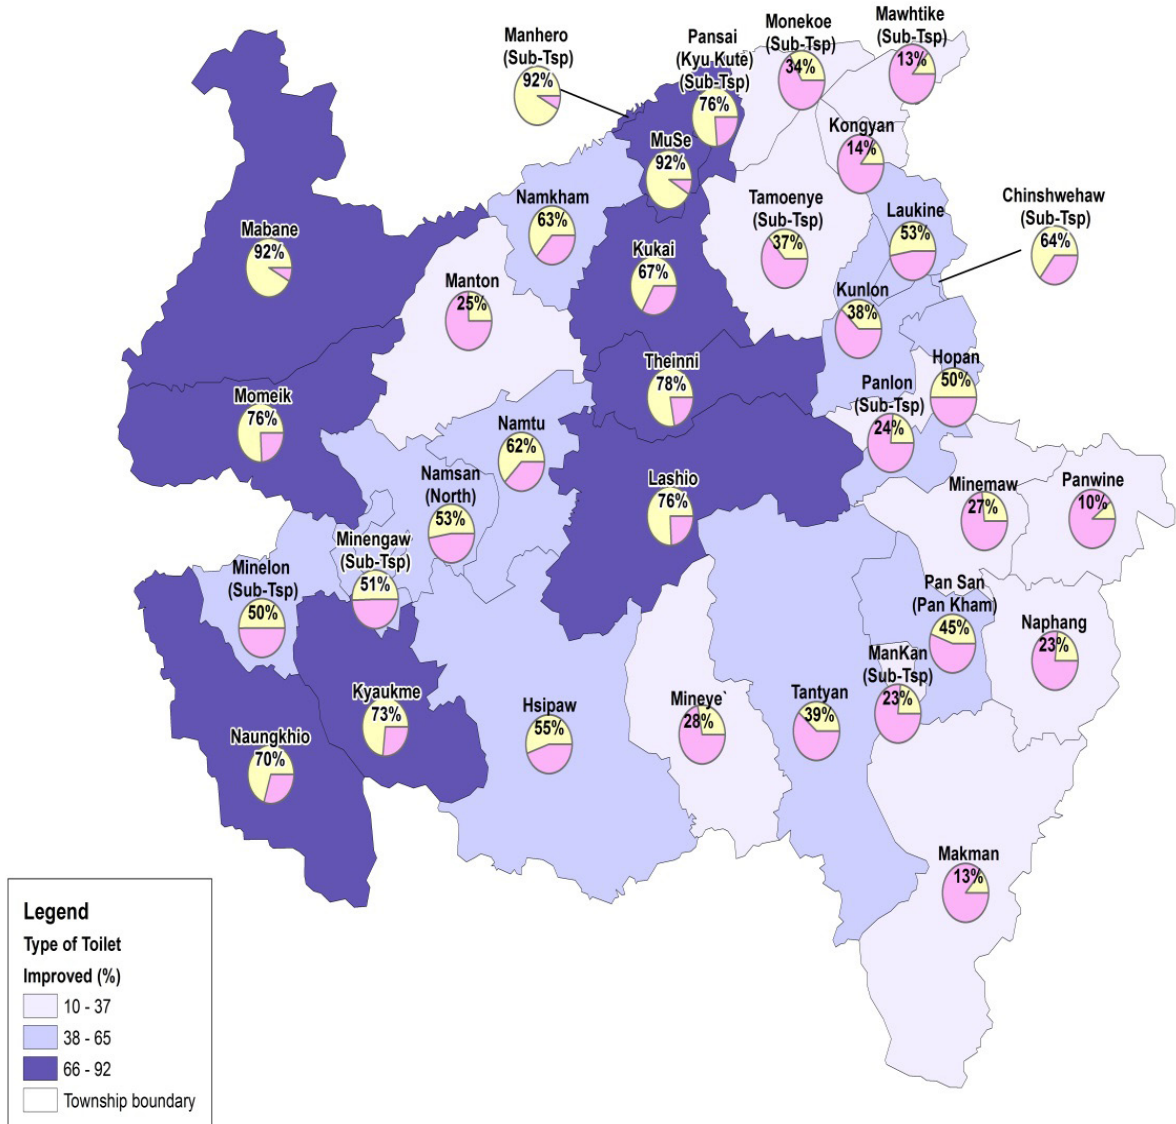 Manhero
(Sub-Tsp)
92%
Pansai
(Kyu Kute)
(Sub-Tsp)
76%
Monekoe
(Sub-Tsp)
34%
Mawhtike
(Sub-Tsp)
13%
MuSe
92%
Kongyan
14%
Namkham
63%
Tamoenye
(Sub-Tsp)
37%
Laukine
53%
Chinshwehaw
(Sub-Tsp)
64%
Mabane
92%
Manton
25%
Kukai
67%
Kunlon
38%
Momeik
76%
Theinni
78%
Hopan
50%
Panlon
(Sub-Tsp)
24%
Namtu
62%
Namsan
(North)
53%
Lashio
76%
Minemaw
27%
Panwine
10%
Minelon
(Sub-Tsp)
50%
Minengaw
(Sub-Tsp)
51%
Pan San
(Pan Kham)
45%
Naphang
23%
ManKan
(Sub-Tsp)
23%
Kyaukme
73%
Hsipaw
55%
Mineye`
28%
Tantyan
39%
Naungkhio
70%
Makman
13%
Legend
Type of Toilet
Improved (%)
10 - 37
38 - 65
66 - 92
Township boundary